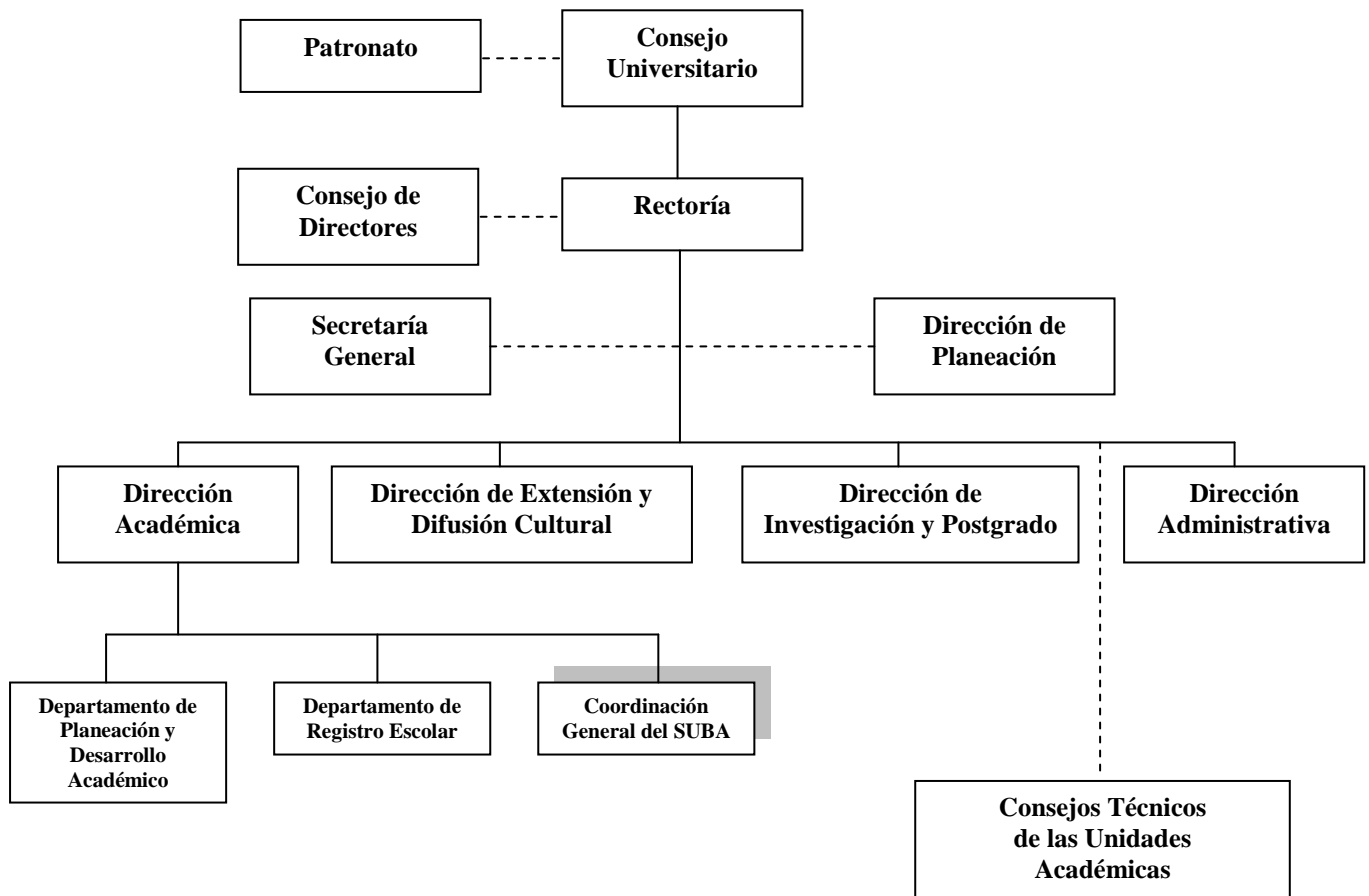 Patronato
Consejo
Universitario
Consejo de
Directores
Rectoría
Secretaría
General
Dirección de
Planeación
Dirección
Académica
Dirección de Extensión y
Difusión Cultural
Dirección de
Investigación y Postgrado
Dirección
Administrativa
Departamento de
Planeación y
Desarrollo
Académico
Departamento de
Registro Escolar
Coordinación
General del SUBA
Consejos Técnicos
de las Unidades
Académicas